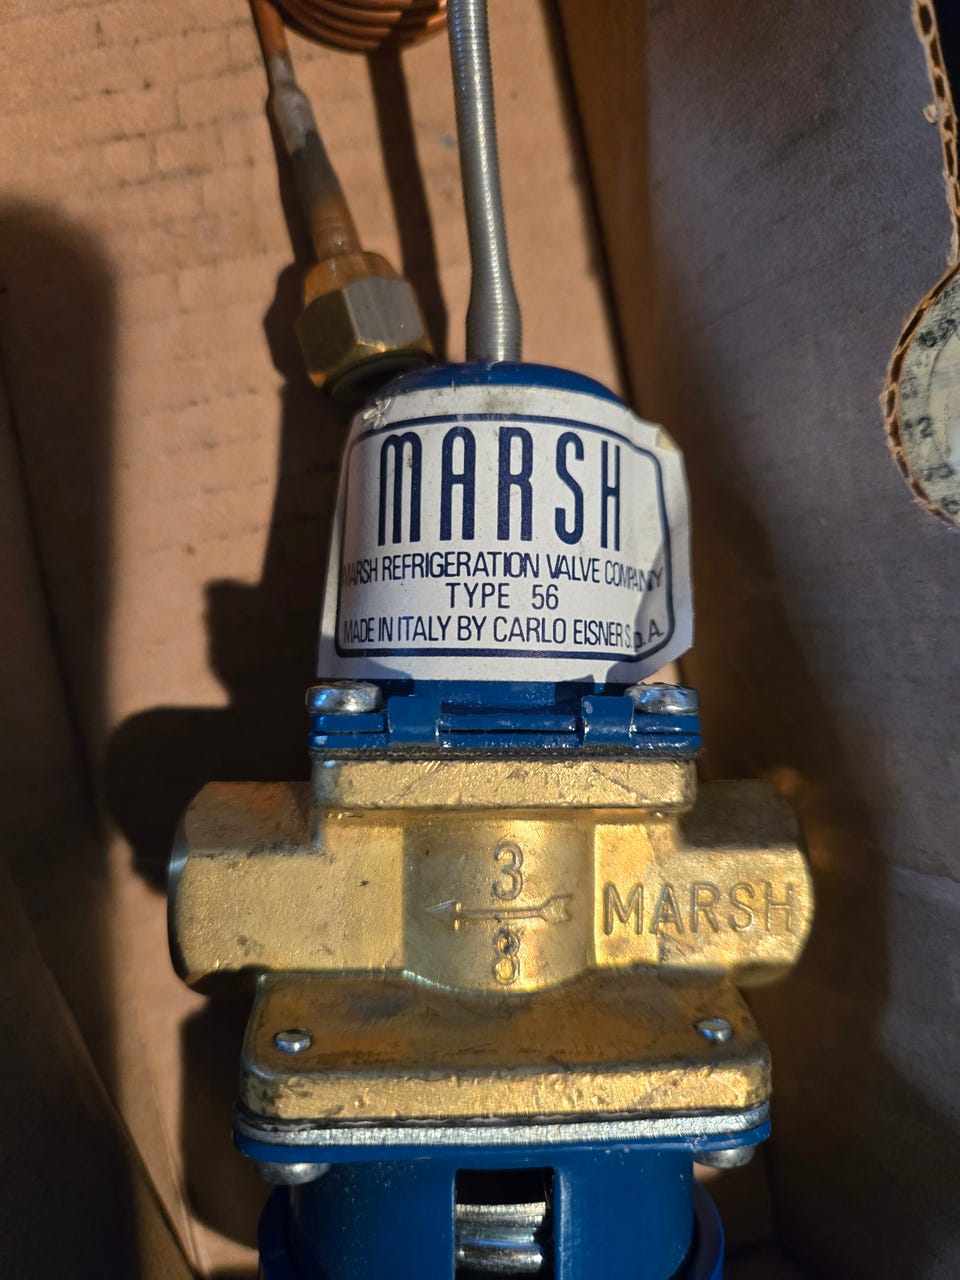 MARSH
MARSH REFRIGERATION VALVE COMPANY
TYPE 56
MADE IN ITALY BY CARLO EISNER S.p.A.
3
8
MARSH